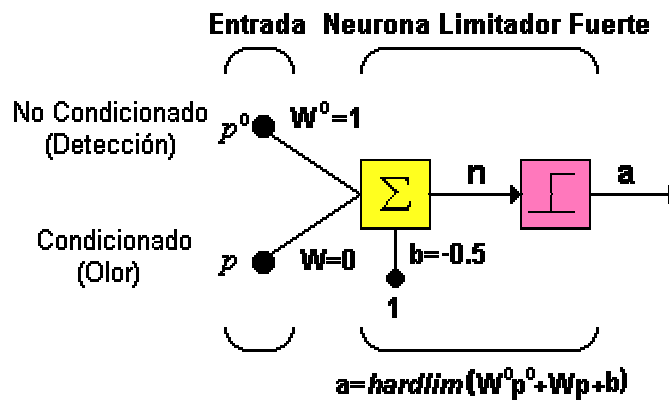 Entrada Neurona Limitador Fuerte
No Condicionado
(Detección)
p⁰
W⁰=1
Σ
n
a
Condicionado
(Olor)
p
W=0
b=-0.5
1
a=hardlim(W⁰p⁰+Wp+b)